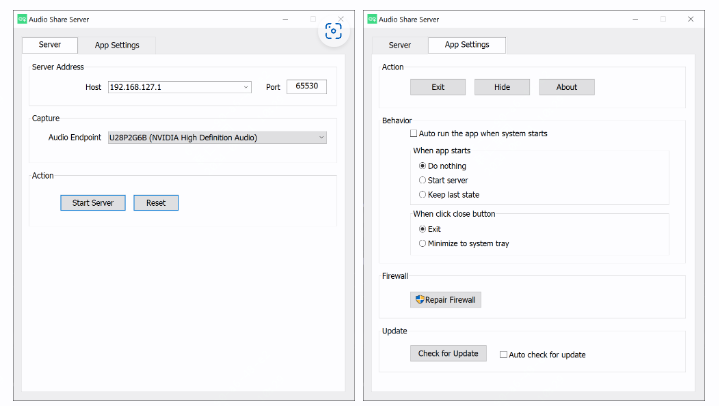 Audio Share Server
Server
App Settings
Server Address
Host
192.168.127.1
Port
65530
Capture
Audio Endpoint
U28P2G6B (NVIDIA High Definition Audio)
Action
Start Server
Reset
Audio Share Server
Server
App Settings
Action
Exit
Hide
About
Behavior
Auto run the app when system starts
When app starts
Do nothing
Start server
Keep last state
When click close button
Exit
Minimize to system tray
Firewall
Repair Firewall
Update
Check for Update
Auto check for update